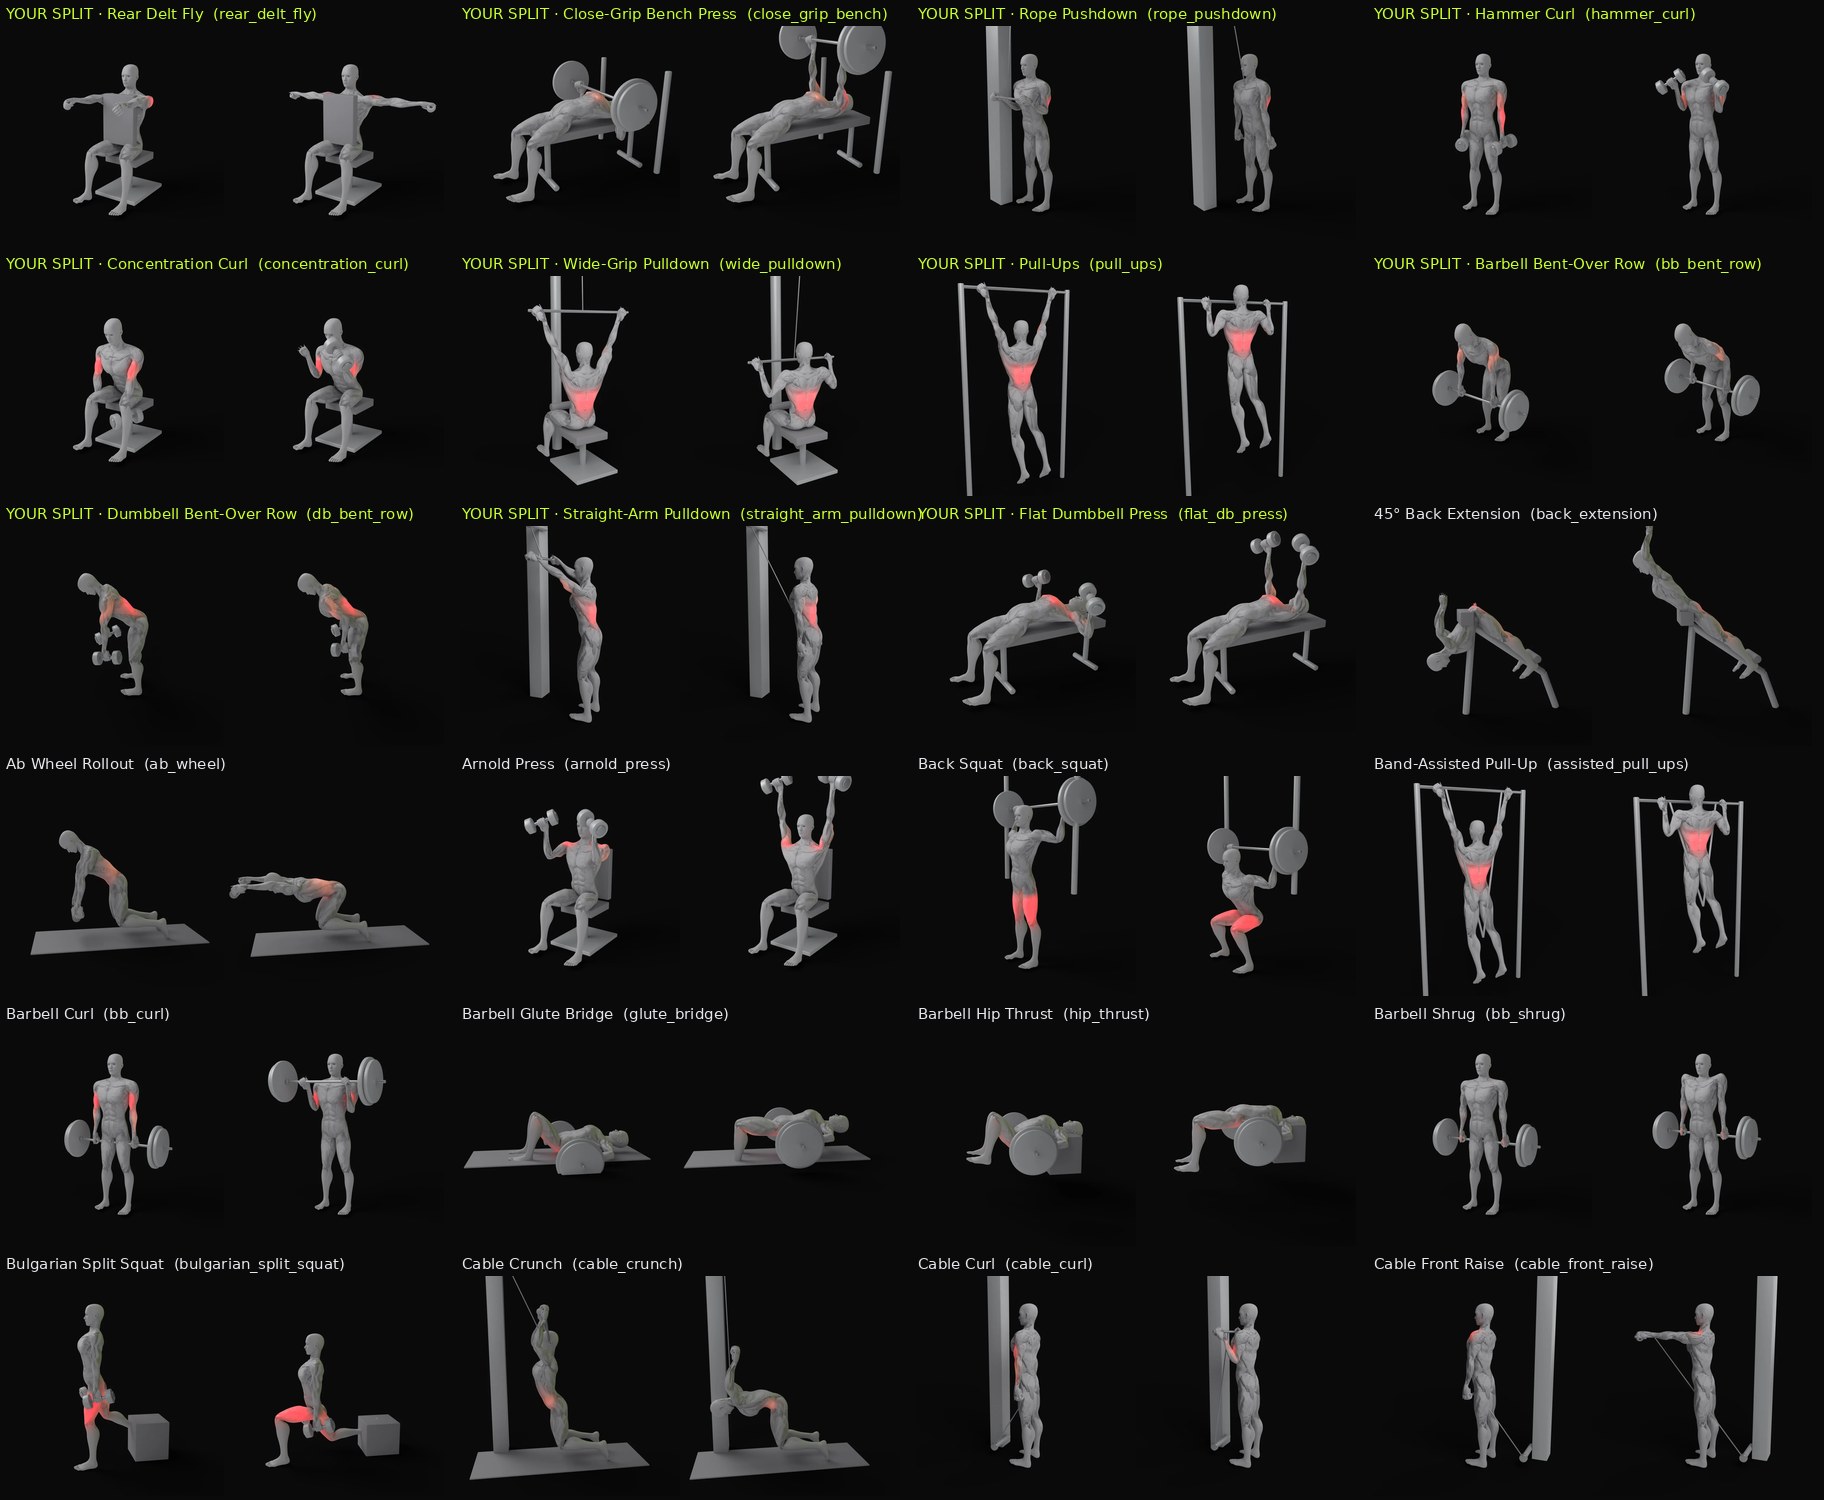 YOUR SPLIT · Rear Delt Fly (rear_delt_fly)
YOUR SPLIT · Close-Grip Bench Press (close_grip_bench)
YOUR SPLIT · Rope Pushdown (rope_pushdown)
YOUR SPLIT · Hammer Curl (hammer_curl)
YOUR SPLIT · Concentration Curl (concentration_curl)
YOUR SPLIT · Wide-Grip Pulldown (wide_pulldown)
YOUR SPLIT · Pull-Ups (pull_ups)
YOUR SPLIT · Barbell Bent-Over Row (bb_bent_row)
YOUR SPLIT · Dumbbell Bent-Over Row (db_bent_row)
YOUR SPLIT · Straight-Arm Pulldown (straight_arm_pulldown)
YOUR SPLIT · Flat Dumbbell Press (flat_db_press)
45° Back Extension (back_extension)
Ab Wheel Rollout (ab_wheel)
Arnold Press (arnold_press)
Back Squat (back_squat)
Band-Assisted Pull-Up (assisted_pull_ups)
Barbell Curl (bb_curl)
Barbell Glute Bridge (glute_bridge)
Barbell Hip Thrust (hip_thrust)
Barbell Shrug (bb_shrug)
Bulgarian Split Squat (bulgarian_split_squat)
Cable Crunch (cable_crunch)
Cable Curl (cable_curl)
Cable Front Raise (cable_front_raise)